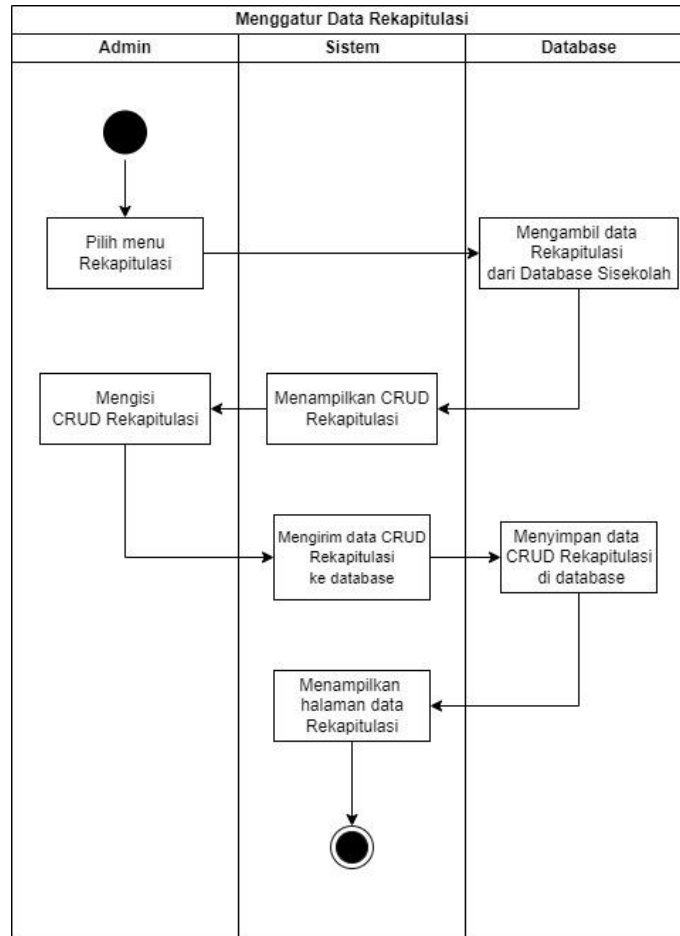 Menggatur Data Rekapitulasi
Admin
Sistem
Database
Pilih menu
Rekapitulasi
Mengambil data
Rekapitulasi
dari Database Sisekolah
Mengisi
CRUD Rekapitulasi
Menampilkan CRUD
Rekapitulasi
Mengirim data CRUD
Rekapitulasi
ke database
Menyimpan data
CRUD Rekapitulasi
di database
Menampilkan
halaman data
Rekapitulasi